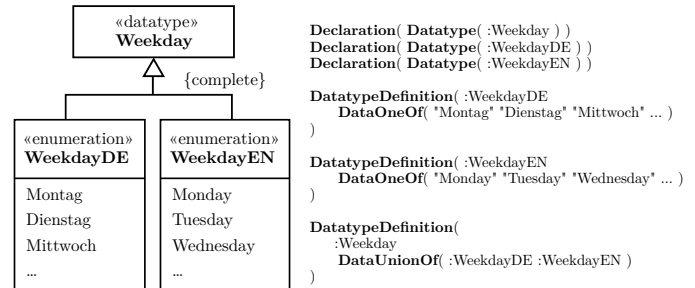 «datatype»
Weekday
{complete}
«enumeration»
WeekdayDE
Montag
Dienstag
Mittwoch
...
«enumeration»
WeekdayEN
Monday
Tuesday
Wednesday
...
Declaration( Datatype( :Weekday ) )
Declaration( Datatype( :WeekdayDE ) )
Declaration( Datatype( :WeekdayEN ) )
DatatypeDefinition( :WeekdayDE
DataOneOf( "Montag" "Dienstag" "Mittwoch" ... )
)
DatatypeDefinition( :WeekdayEN
DataOneOf( "Monday" "Tuesday" "Wednesday" ... )
)
DatatypeDefinition(
:Weekday
DataUnionOf( :WeekdayDE :WeekdayEN )
)